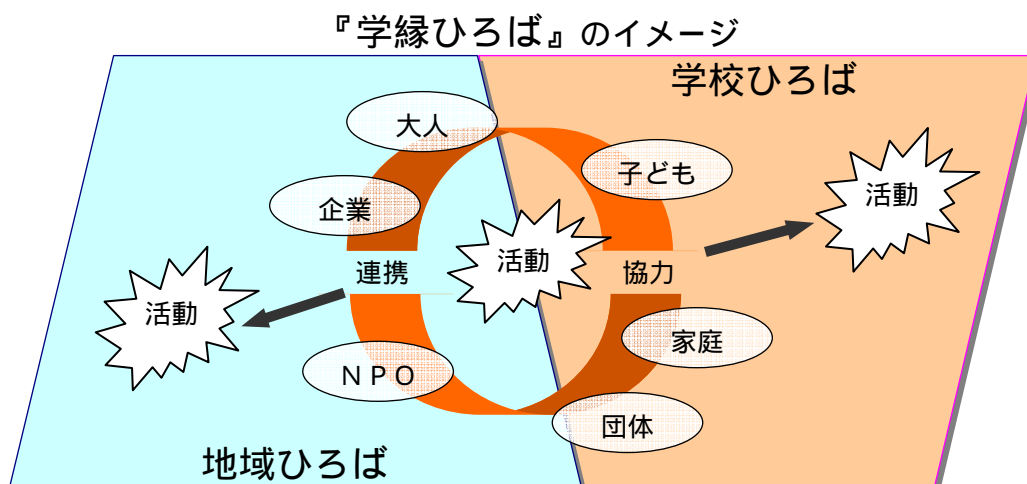 『学縁ひろば』のイメージ
学校ひろば
大人
子ども
活動
企業
活動
連携
協力
活動
家庭
ＮＰＯ
団体
地域ひろば